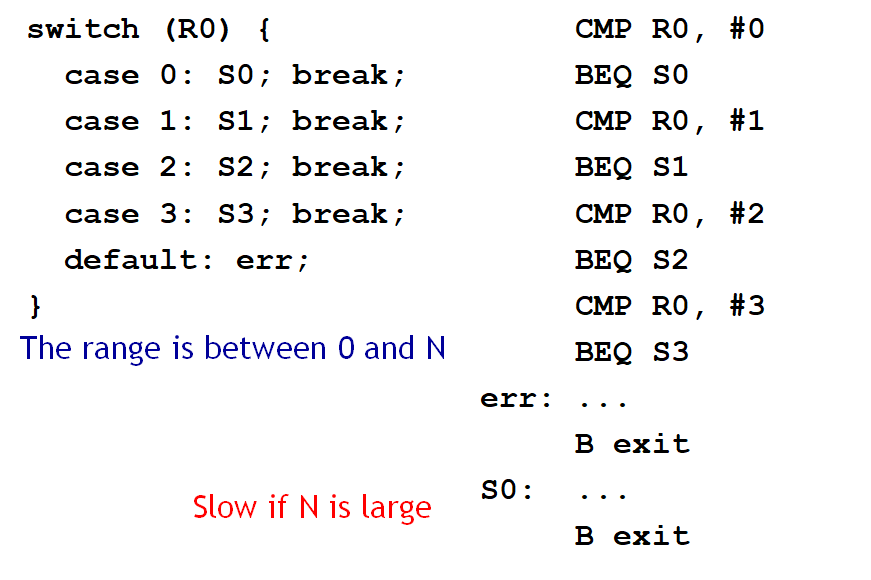 switch (R0) {
case 0: S0; break;
case 1: S1; break;
case 2: S2; break;
case 3: S3; break;
default: err;
}
The range is between 0 and N
Slow if N is large
CMP R0, #0
BEQ S0
CMP R0, #1
BEQ S1
CMP R0, #2
BEQ S2
CMP R0, #3
BEQ S3
err: ...
B exit
S0: ...
B exit